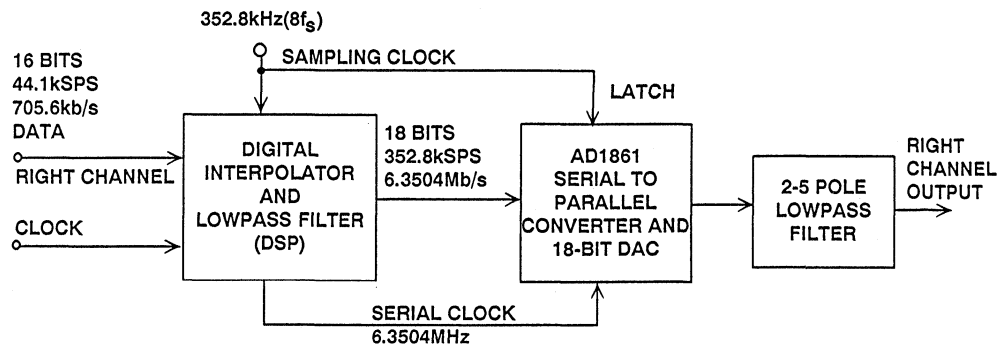 352.8kHz(8fs)
SAMPLING CLOCK
16 BITS
44.1kSPS
705.6kb/s
DATA
RIGHT CHANNEL
CLOCK
DIGITAL
INTERPOLATOR
AND
LOWPASS FILTER
(DSP)
18 BITS
352.8kSPS
6.3504Mb/s
LATCH
AD1861
SERIAL TO
PARALLEL
CONVERTER AND
18-BIT DAC
2-5 POLE
LOWPASS
FILTER
RIGHT
CHANNEL
OUTPUT
SERIAL CLOCK
6.3504MHz